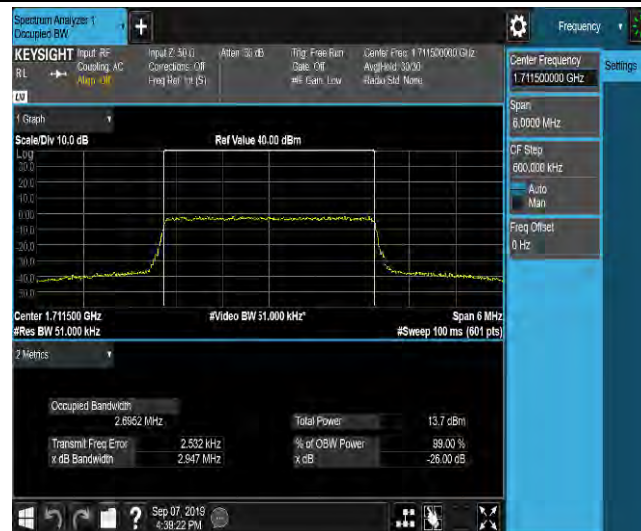 Spectrum Analyzer 1
Occupied BW
Frequency
KEYSIGHT
RL
Input: RF
Coupling: AC
Align: Off
Input Z: 50 Ω
Corrections: Off
Freq Ref: Int (S)
Atten: 30 dB
Trig: Free Run
Gate: Off
#IF Gain: Low
Center Freq: 1.711500000 GHz
Avg|Hold: 30/30
Radio Std: None
Center Frequency
1.711500000 GHz
Settings
Span
6.0000 MHz
CF Step
600.000 kHz
Auto
Man
Freq Offset
0 Hz
1 Graph
Scale/Div 10.0 dB
Ref Value 40.00 dBm
Log
30.0
20.0
10.0
0.00
-10.0
-20.0
-30.0
-40.0
-50.0
Center 1.711500 GHz
#Video BW 51.000 kHz*
Span 6 MHz
#Res BW 51.000 kHz
#Sweep 100 ms (601 pts)
2 Metrics
Occupied Bandwidth
2.6952 MHz
Total Power
13.7 dBm
Transmit Freq Error
2.532 kHz
% of OBW Power
99.00 %
x dB Bandwidth
2.947 MHz
x dB
-26.00 dB
Sep 07, 2019
4:39:22 PM